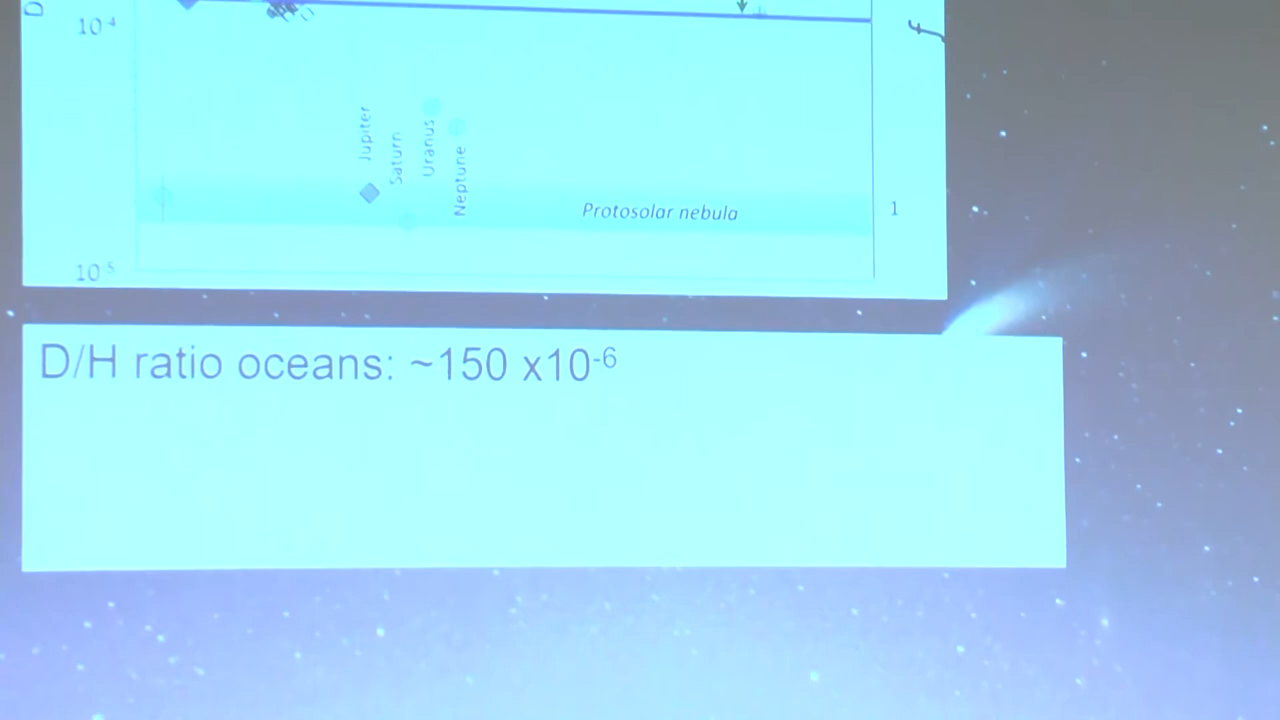 D
10⁻⁴
f
Jupiter
Saturn
Uranus
Neptune
Protosolar nebula
1
10⁻⁵
D/H ratio oceans: ~150 x10⁻⁶